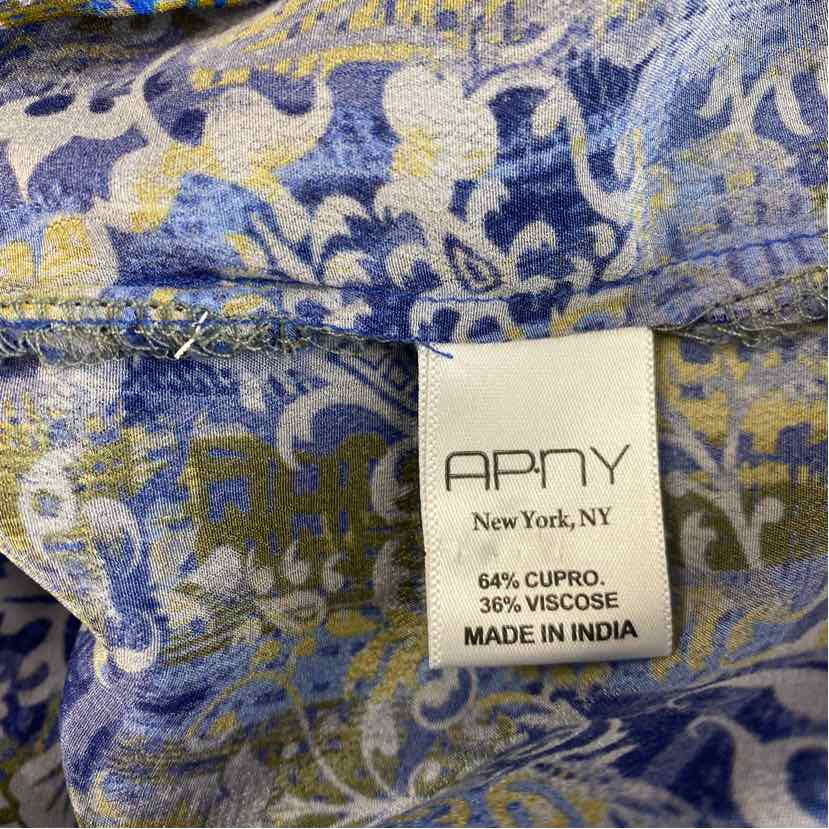 AP·NY
New York, NY
64% CUPRO.
36% VISCOSE
MADE IN INDIA